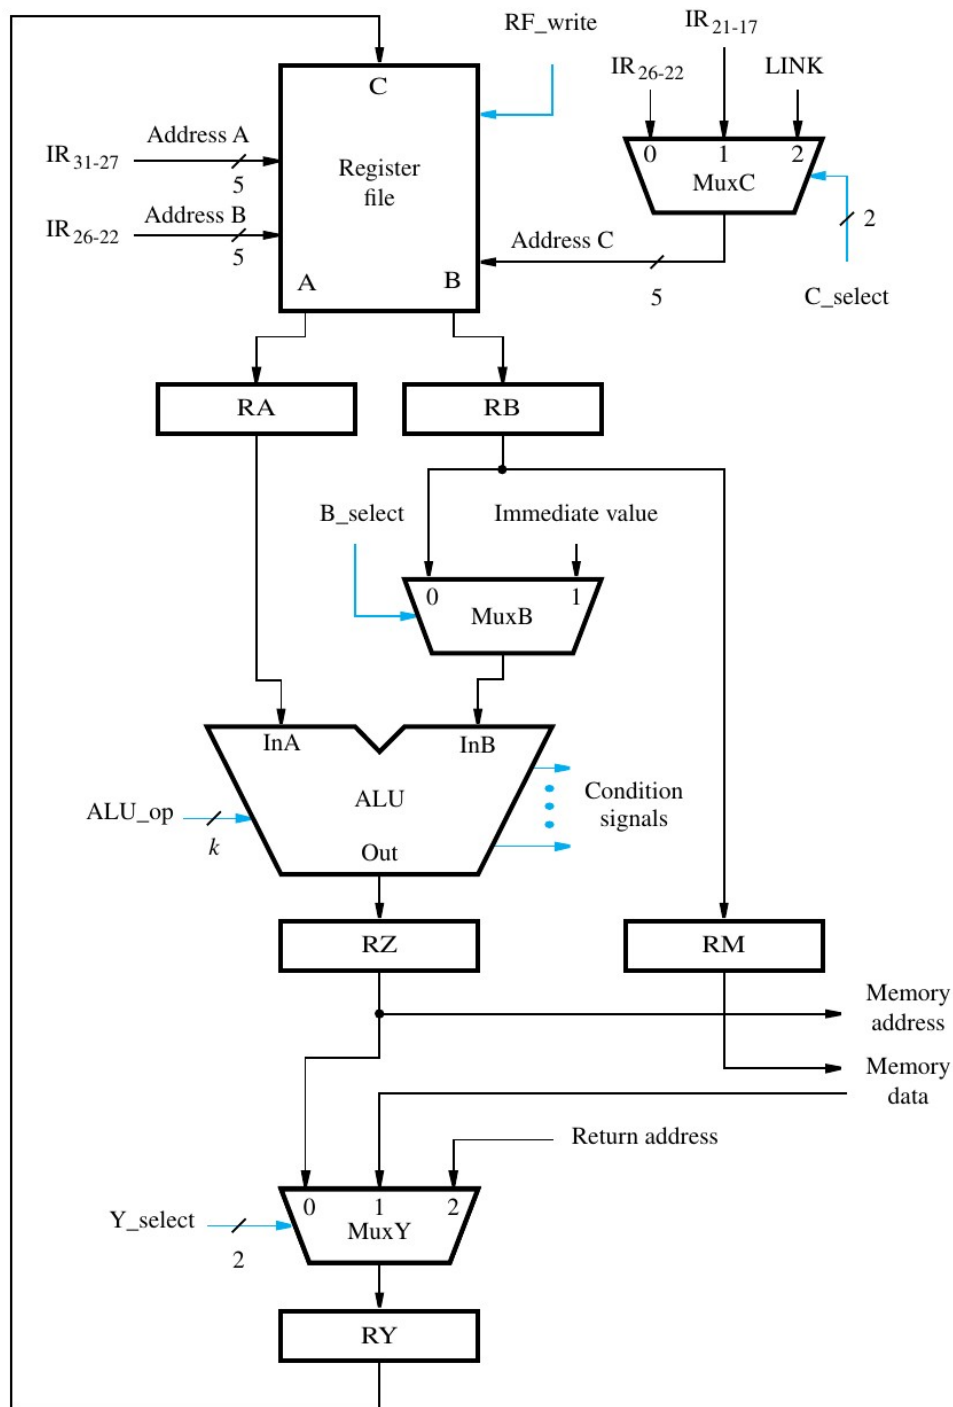 RF_write
IR21-17
IR26-22
LINK
C
0 1 2
MuxC
Address A
IR31-27
5
Register
file
Address B
IR26-22
5
2
Address C
5
C_select
A
B
RA
RB
B_select
Immediate value
0 1
MuxB
InA
InB
ALU
ALU_op
k
Condition
signals
Out
RZ
RM
Memory
address
Memory
data
Return address
0 1 2
MuxY
Y_select
2
RY